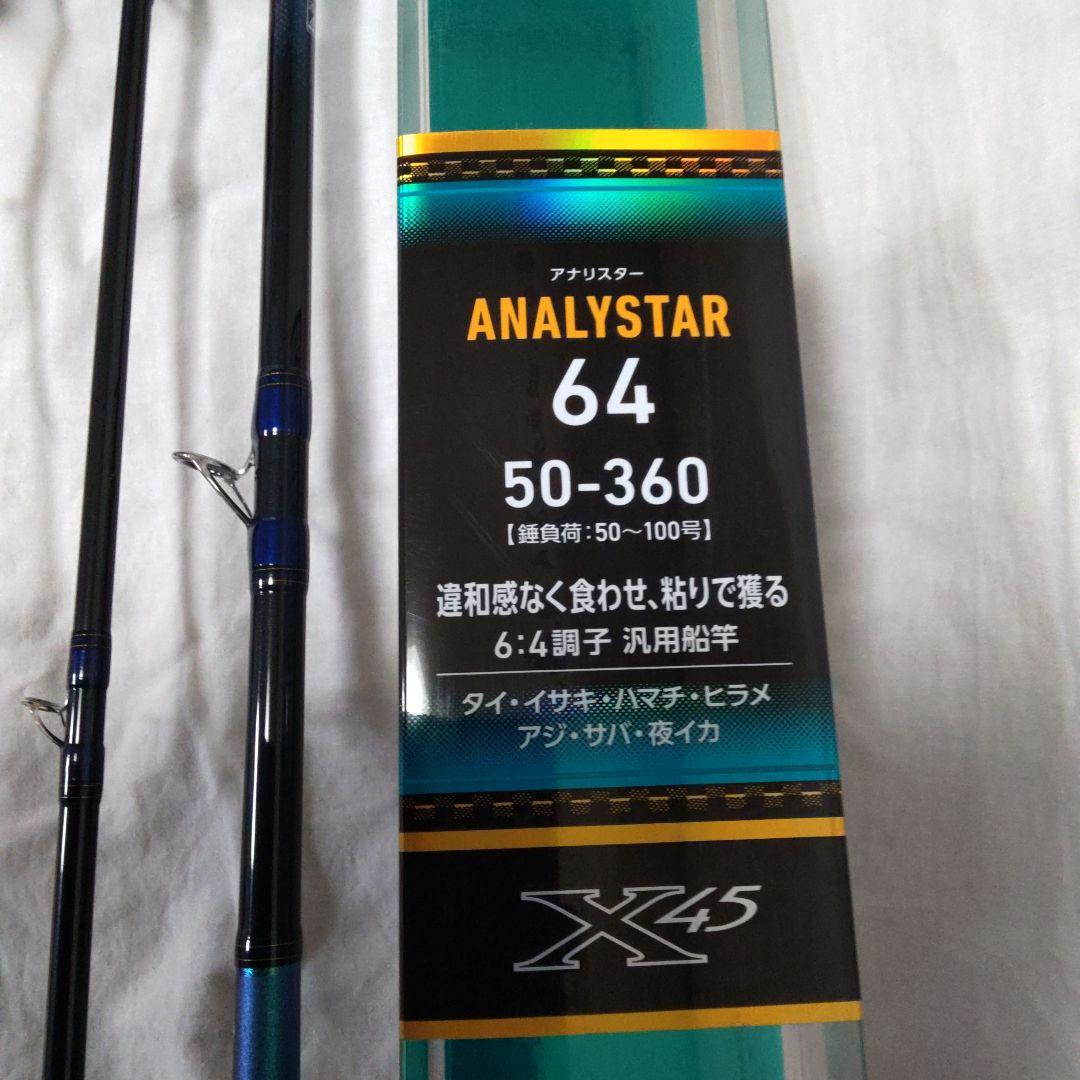 アナリスター
ANALYSTAR
64
50-360
【錘負荷:50〜100号】
違和感なく食わせ、粘りで獲る
6:4調子 汎用船竿
タイ・イサキ・ハマチ・ヒラメ
アジ・サバ・夜イカ
X45